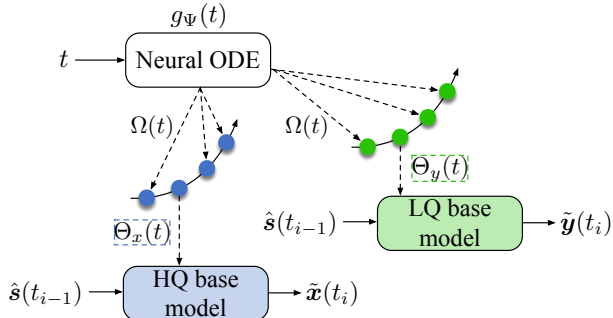 g_Ψ(t)
t
Neural ODE
Ω(t)
Ω(t)
Θ_x(t)
Θ_y(t)
ŝ(t_{i−1})
LQ base
model
ỹ(t_i)
ŝ(t_{i−1})
HQ base
model
x̃(t_i)